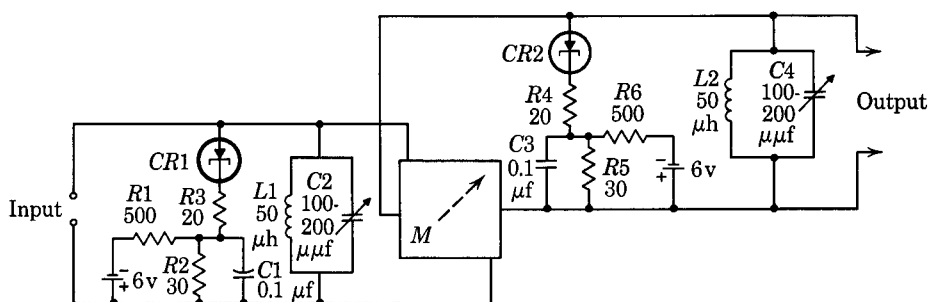 CR2
R4
20
R6
500
C3
0.1
μf
R5
30
−
+
6v
L2
50
μh
C4
100-
200
μμf
Output
Input
CR1
R1
500
R3
20
−
+
6v
R2
30
C1
0.1
μf
L1
50
μh
C2
100-
200
μμf
M